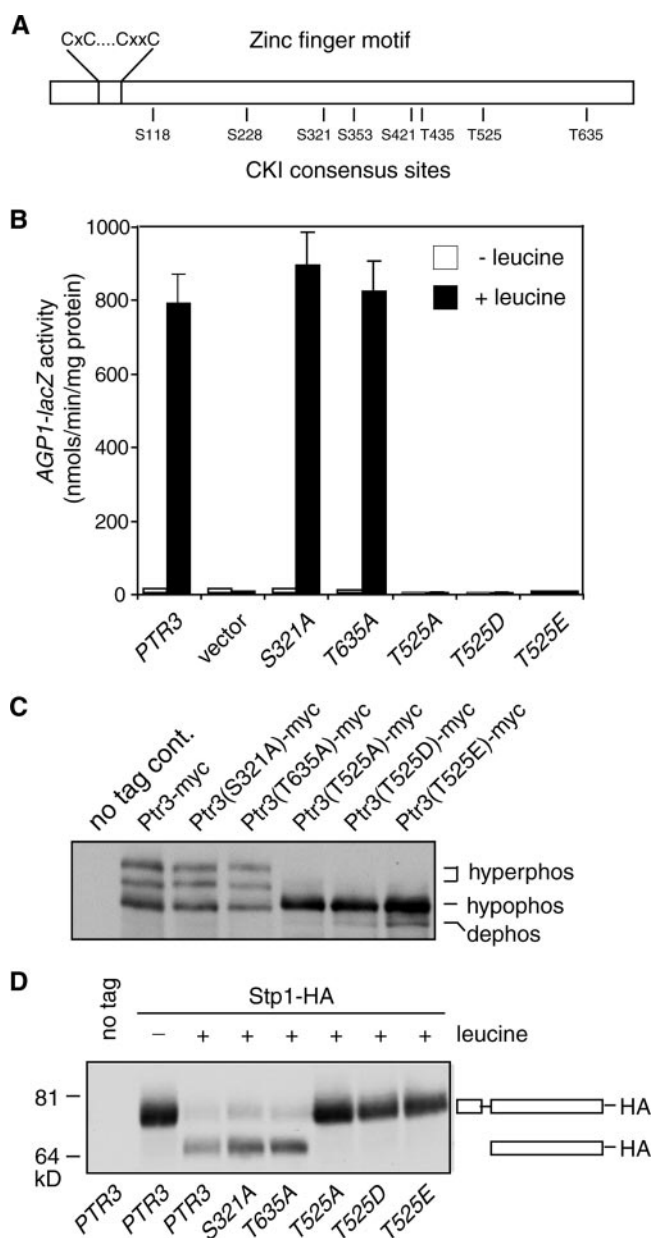 A
CxC....CxxC
Zinc finger motif
S118 S228 S321 S353 S421 T435 T525 T635
CKI consensus sites
B
AGP1-lacZ activity
(nmols/min/mg protein)
1000
800
600
400
200
0
- leucine
+ leucine
PTR3 vector S321A T635A T525A T525D T525E
C
no tag cont.
Ptr3-myc
Ptr3(S321A)-myc
Ptr3(T635A)-myc
Ptr3(T525A)-myc
Ptr3(T525D)-myc
Ptr3(T525E)-myc
hyperphos
hypophos
dephos
D
no tag
Stp1-HA
– + + + + + + leucine
81
64
kD
HA
HA
PTR3 PTR3 PTR3 S321A T635A T525A T525D T525E